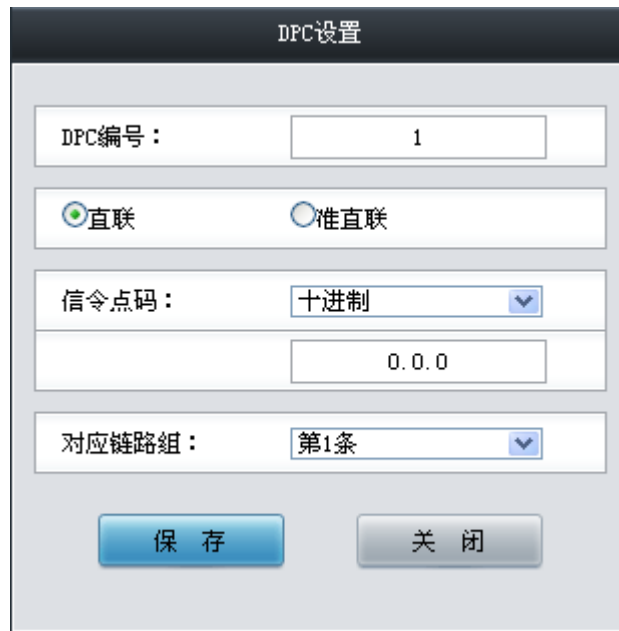 DPC设置
DPC编号： 1
直联 准直联
信令点码： 十进制
0.0.0
对应链路组： 第1条
保 存 关 闭